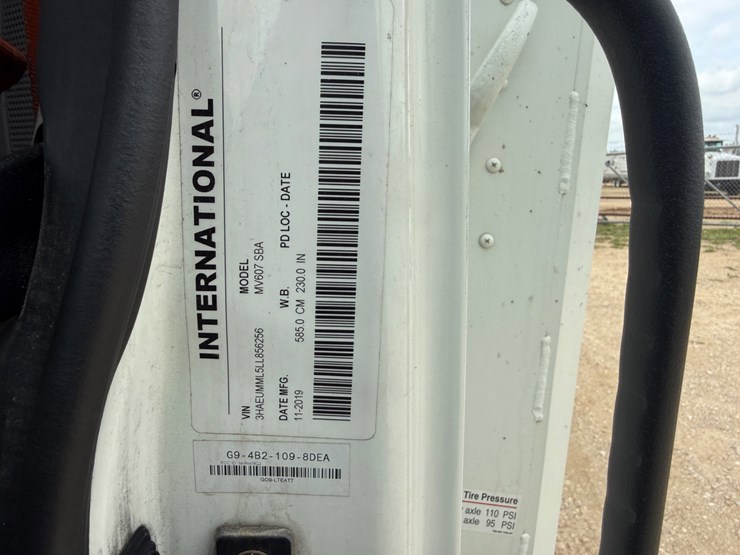 INTERNATIONAL®
VIN MODEL
3HAEUMML5LL856256 MV607 SBA
DATE MFG. W.B. PD LOC - DATE
11-2019 585.0 CM 230.0 IN
G9-4B2-109-8DEA
Tire Pressure
axle 110 PSI
axle 95 PSI